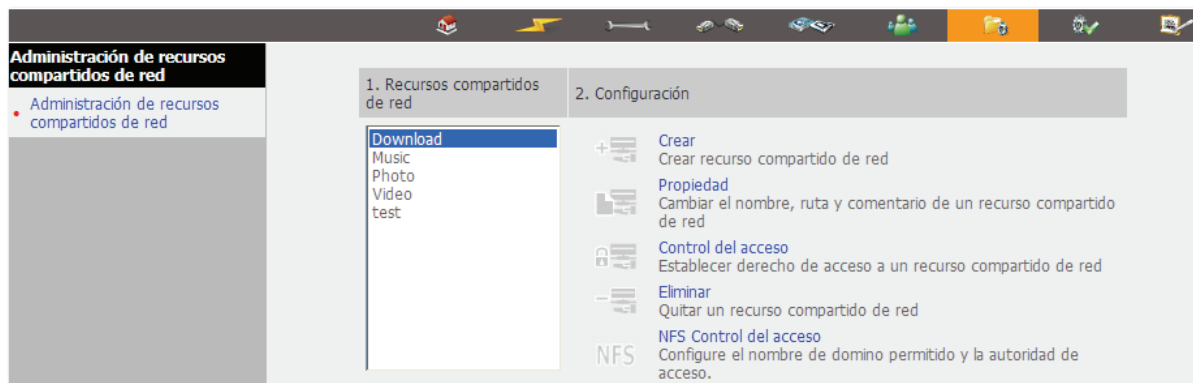 Administración de recursos
compartidos de red
Administración de recursos
compartidos de red
1. Recursos compartidos
de red
2. Configuración
Download
Music
Photo
Video
test
Crear
Crear recurso compartido de red
Propiedad
Cambiar el nombre, ruta y comentario de un recurso compartido
de red
Control del acceso
Establecer derecho de acceso a un recurso compartido de red
Eliminar
Quitar un recurso compartido de red
NFS
NFS Control del acceso
Configure el nombre de domino permitido y la autoridad de
acceso.